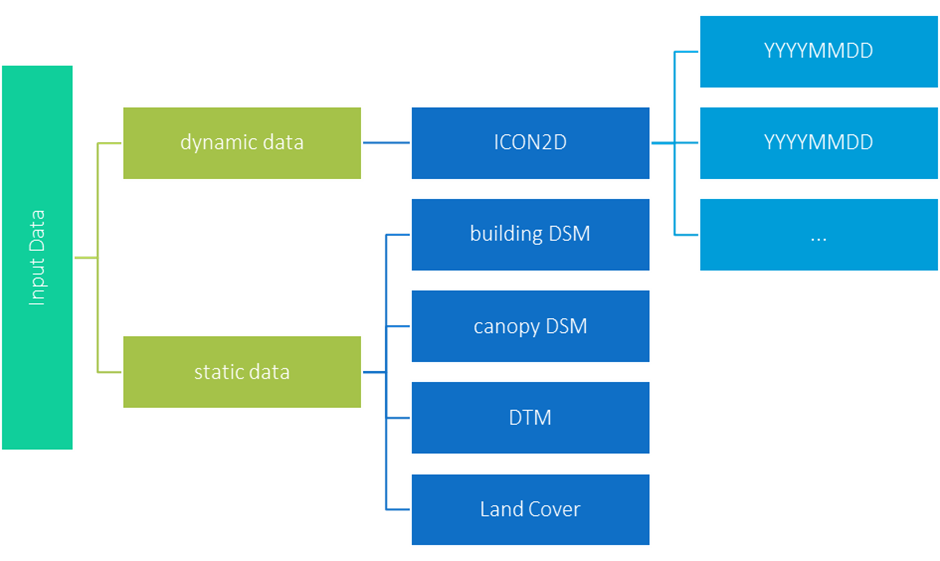 Input Data
dynamic data
ICON2D
YYYYMMDD
YYYYMMDD
...
static data
building DSM
canopy DSM
DTM
Land Cover